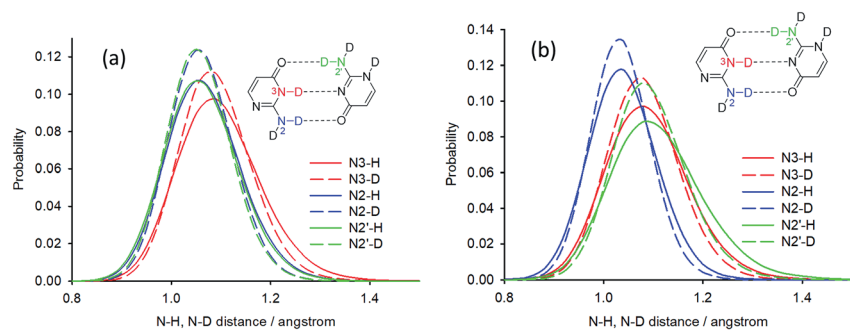 (a)
0.12
0.10
0.08
0.06
0.04
0.02
0.00
Probability
0.8
1.0
1.2
1.4
N-H, N-D distance / angstrom
D
O
D
N
2'
D
N
3
N
D
N
N
N
2
D
D
O
N3-H
N3-D
N2-H
N2-D
N2'-H
N2'-D
(b)
0.14
0.12
0.10
0.08
0.06
0.04
0.02
0.00
Probability
0.8
1.0
1.2
1.4
N-H, N-D distance / angstrom
D
O
D
N
2'
D
N
3
N
D
N
N
N
2
D
D
O
N3-H
N3-D
N2-H
N2-D
N2'-H
N2'-D